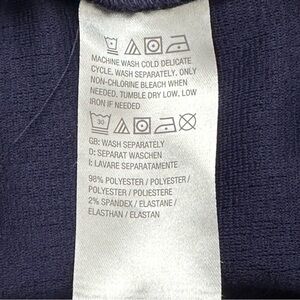 MACHINE WASH COLD DELICATE
CYCLE. WASH SEPARATELY. ONLY
NON-CHLORINE BLEACH WHEN
NEEDED. TUMBLE DRY LOW. LOW
IRON IF NEEDED
30
GB: WASH SEPARATELY
D: SEPARAT WASCHEN
I: LAVARE SEPARATAMENTE
98% POLYESTER / POLYESTER /
POLYESTER / POLIESTERE
2% SPANDEX / ELASTANE /
ELASTHAN / ELASTAN